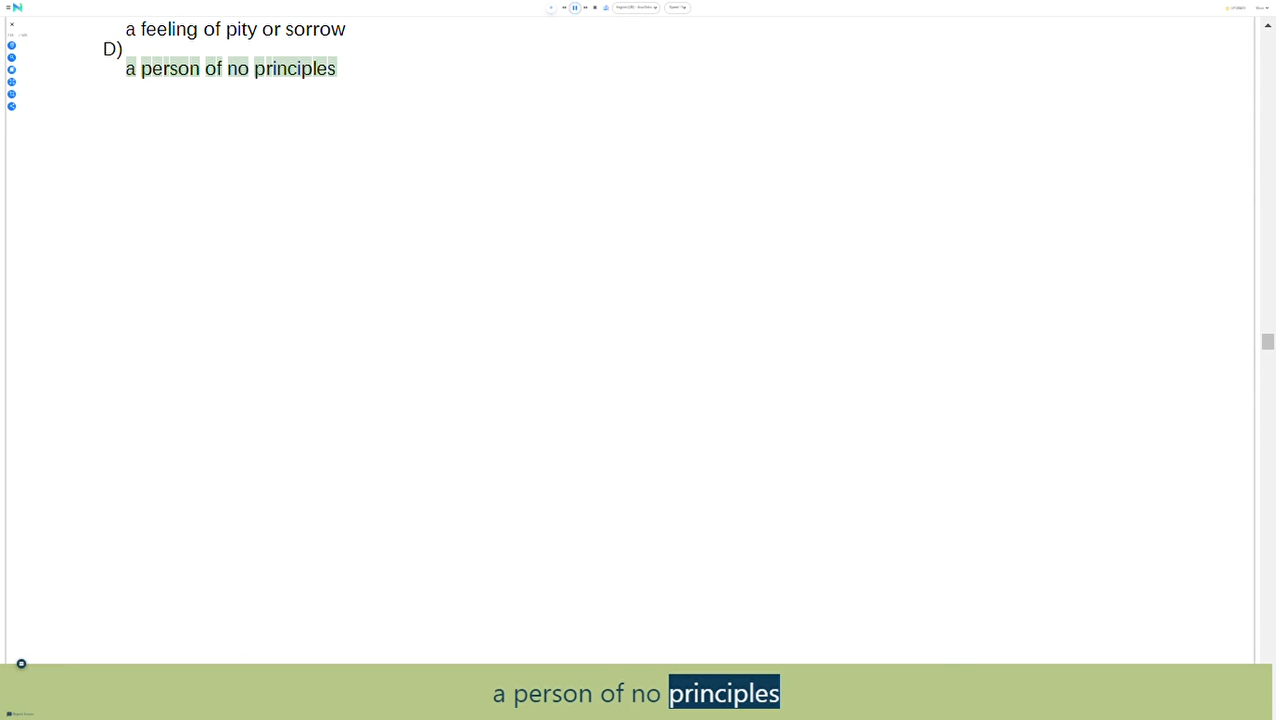 a feeling of pity or sorrow
D)
a person of no principles
a person of no principles